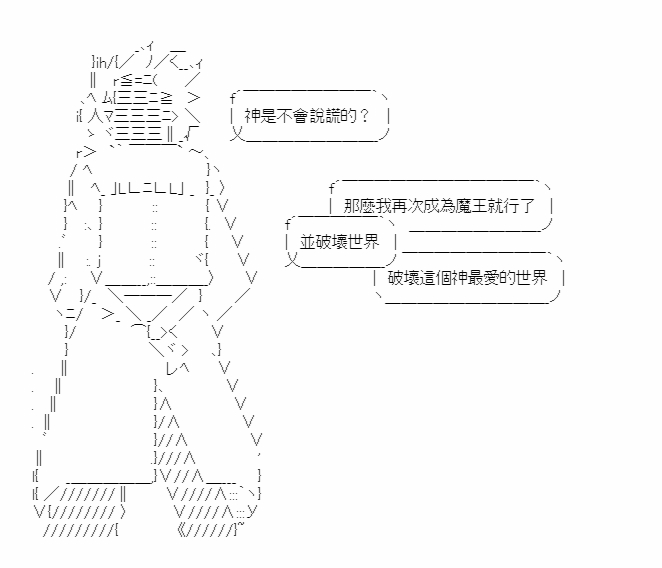 神是不會說謊的？
那麼我再次成為魔王就行了
並破壞世界
破壞這個神最愛的世界